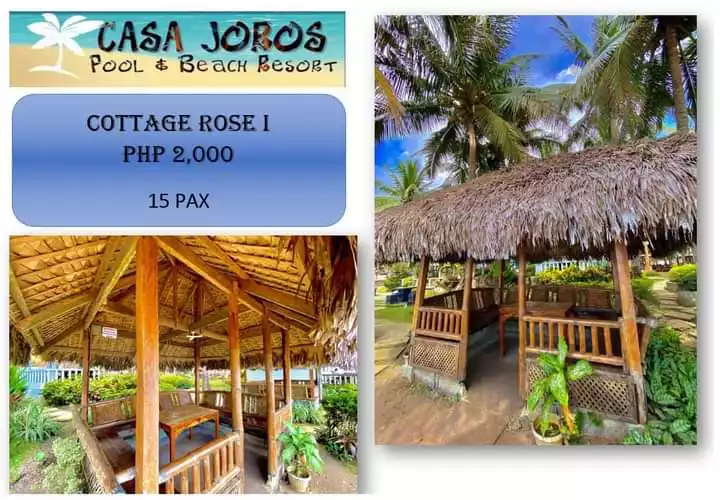 CASA JOROS
POOL & BEACH RESORT
COTTAGE ROSE I
PHP 2,000
15 PAX